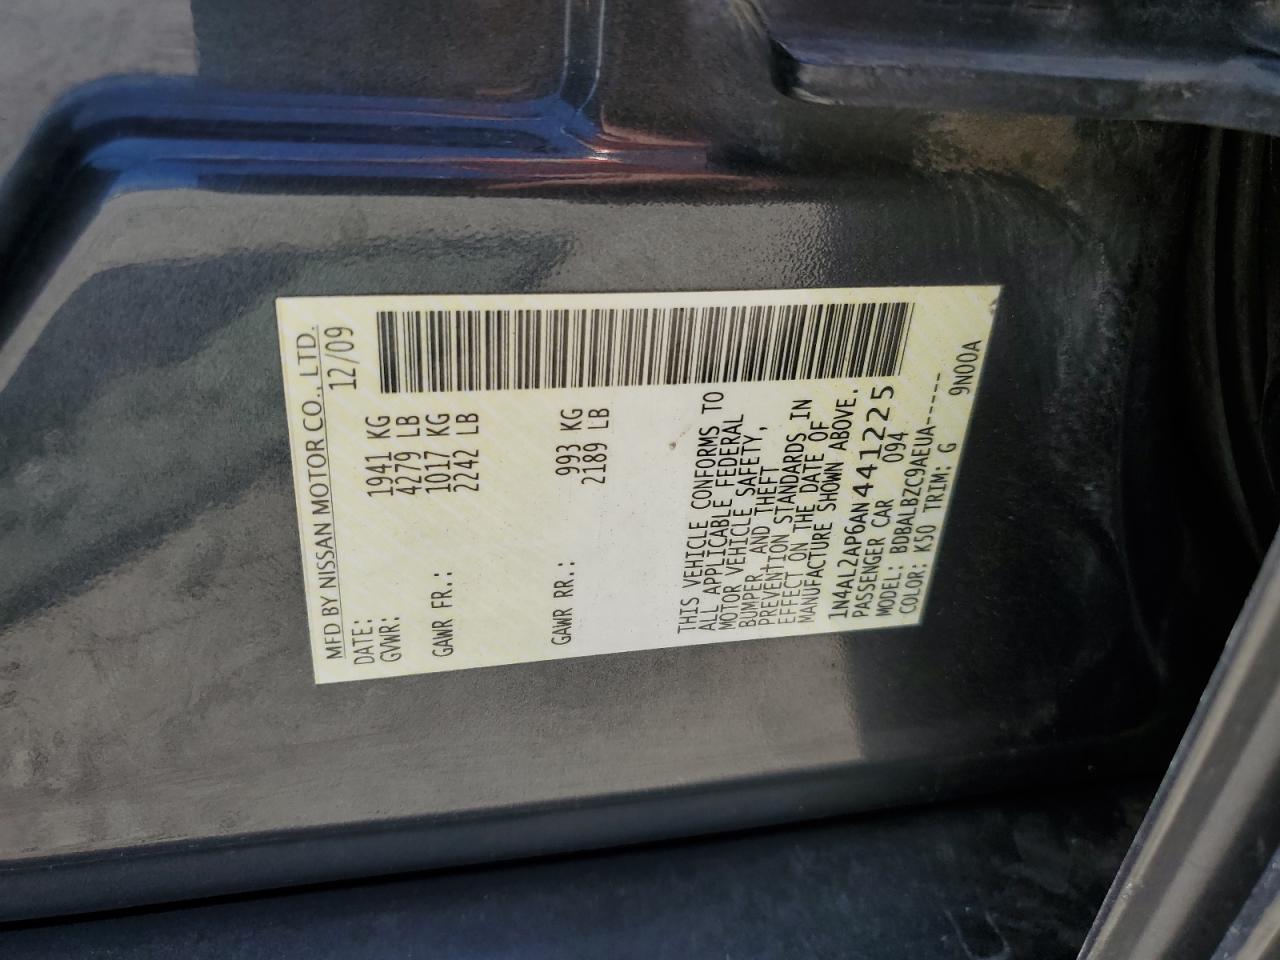 MFD BY NISSAN MOTOR CO., LTD.
DATE: 12/09
GVWR: 1941 KG
4279 LB
GAWR FR.: 1017 KG
2242 LB
GAWR RR.: 993 KG
2189 LB
THIS VEHICLE CONFORMS TO
ALL APPLICABLE FEDERAL
MOTOR VEHICLE SAFETY,
BUMPER AND THEFT
PREVENTION STANDARDS IN
EFFECT ON THE DATE OF
MANUFACTURE SHOWN ABOVE.
1N4AL2AP6AN441225
PASSENGER CAR 094
MODEL: BDBALBZC9AEUA-----
COLOR: K50 TRIM: G 9N00A